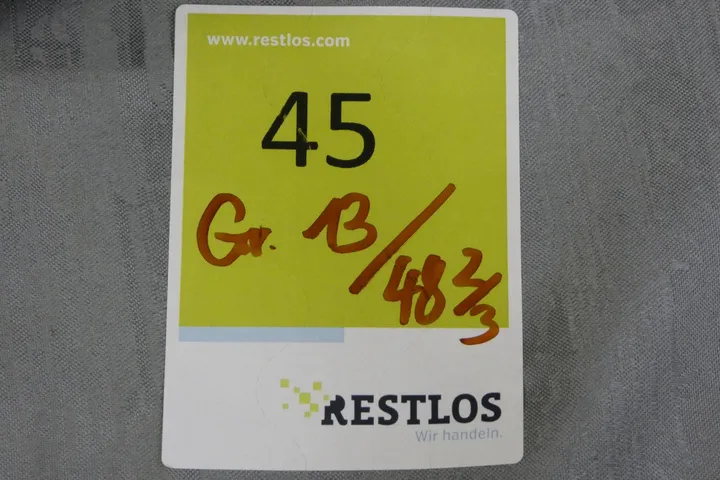 www.restlos.com
45
Gr. 13/48 2/3
RESTLOS
Wir handeln.